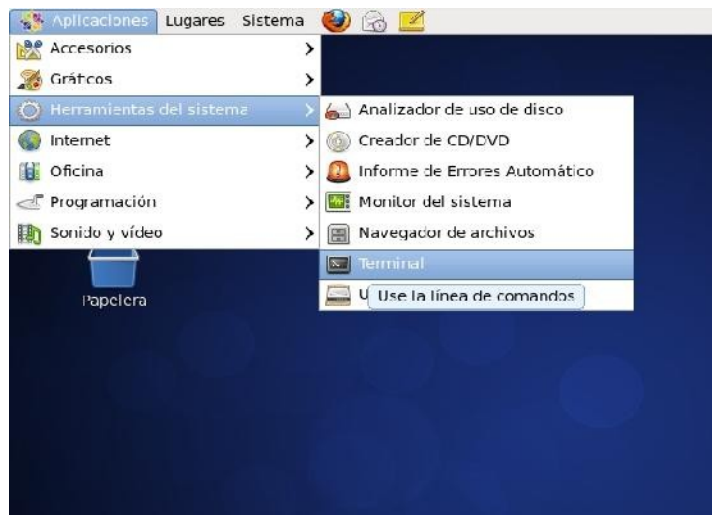 Aplicaciones Lugares Sistema
Accesorios
Gráficos
Herramientas del sistema
Analizador de uso de disco
Internet
Creador de CD/DVD
Oficina
Informe de Errores Automático
Programación
Monitor del sistema
Sonido y vídeo
Navegador de archivos
Terminal
Papelera
U
Use la línea de comandos